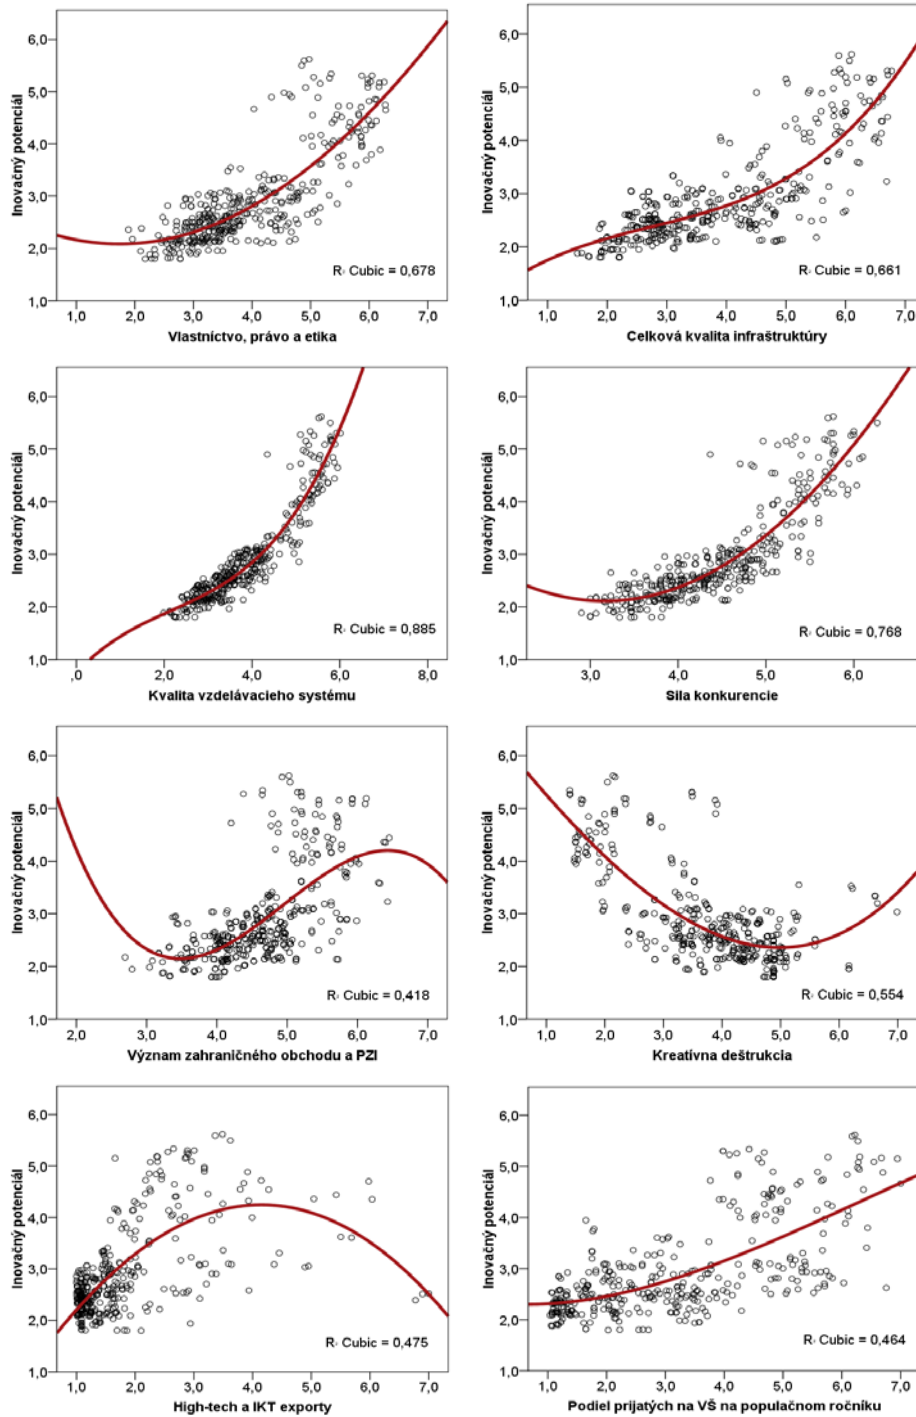 6,0
5,0
4,0
3,0
2,0
1,0
Inovačný potenciál
R² Cubic = 0,678
1,0 2,0 3,0 4,0 5,0 6,0 7,0
Vlastníctvo, právo a etika
6,0
5,0
4,0
3,0
2,0
1,0
Inovačný potenciál
R² Cubic = 0,661
1,0 2,0 3,0 4,0 5,0 6,0 7,0
Celková kvalita infraštruktúry
6,0
5,0
4,0
3,0
2,0
1,0
Inovačný potenciál
R² Cubic = 0,885
,0 2,0 4,0 6,0 8,0
Kvalita vzdelávacieho systému
6,0
5,0
4,0
3,0
2,0
1,0
Inovačný potenciál
R² Cubic = 0,768
3,0 4,0 5,0 6,0
Sila konkurencie
6,0
5,0
4,0
3,0
2,0
1,0
Inovačný potenciál
R² Cubic = 0,418
2,0 3,0 4,0 5,0 6,0 7,0
Význam zahraničného obchodu a PZI
6,0
5,0
4,0
3,0
2,0
1,0
Inovačný potenciál
R² Cubic = 0,554
1,0 2,0 3,0 4,0 5,0 6,0 7,0
Kreatívna deštrukcia
6,0
5,0
4,0
3,0
2,0
1,0
Inovačný potenciál
R² Cubic = 0,475
1,0 2,0 3,0 4,0 5,0 6,0 7,0
High-tech a IKT exporty
6,0
5,0
4,0
3,0
2,0
1,0
Inovačný potenciál
R² Cubic = 0,464
1,0 2,0 3,0 4,0 5,0 6,0 7,0
Podiel prijatých na VŠ na populačnom ročníku